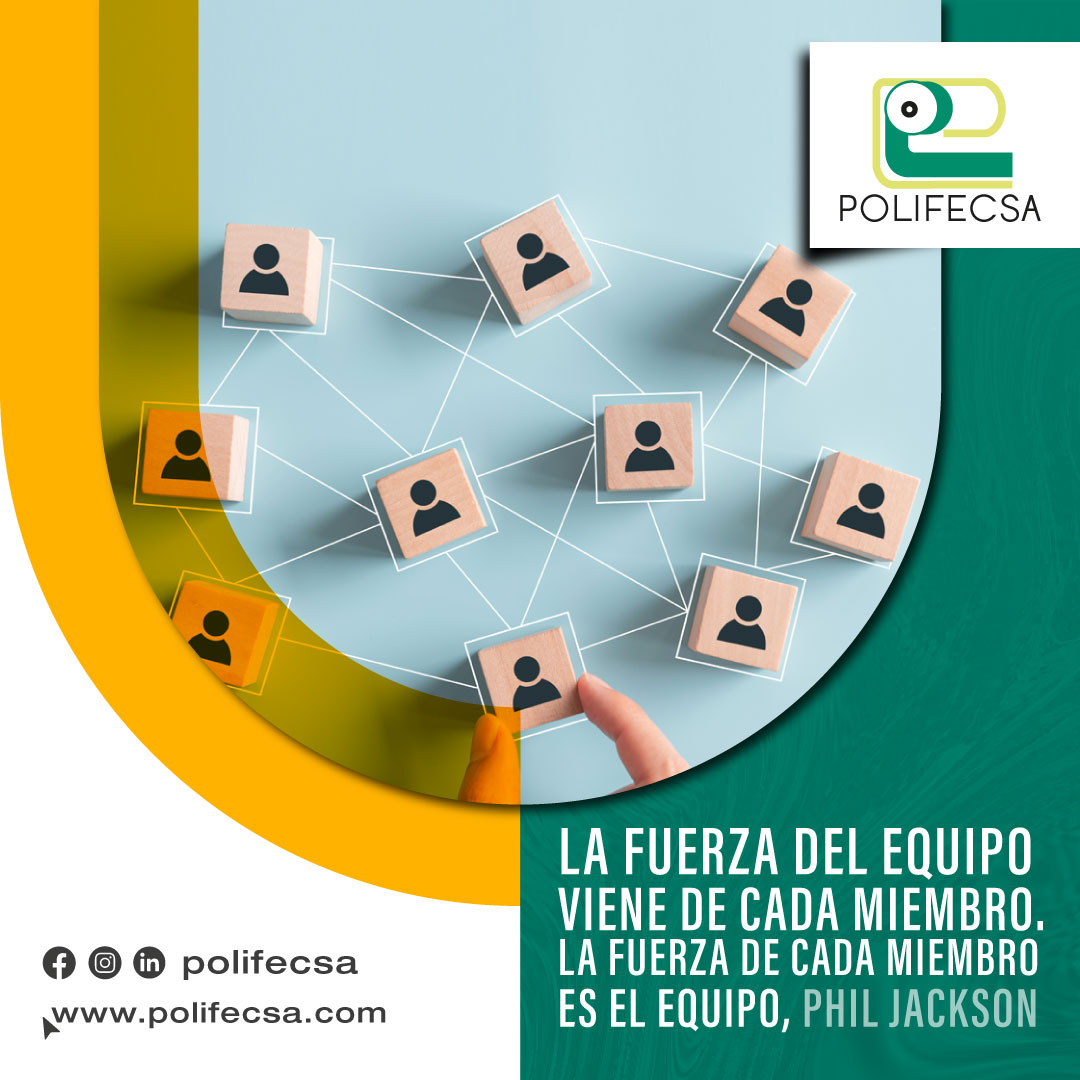 POLIFECSA
LA FUERZA DEL EQUIPO
VIENE DE CADA MIEMBRO.
LA FUERZA DE CADA MIEMBRO
ES EL EQUIPO, PHIL JACKSON
polifecsa
www.polifecsa.com